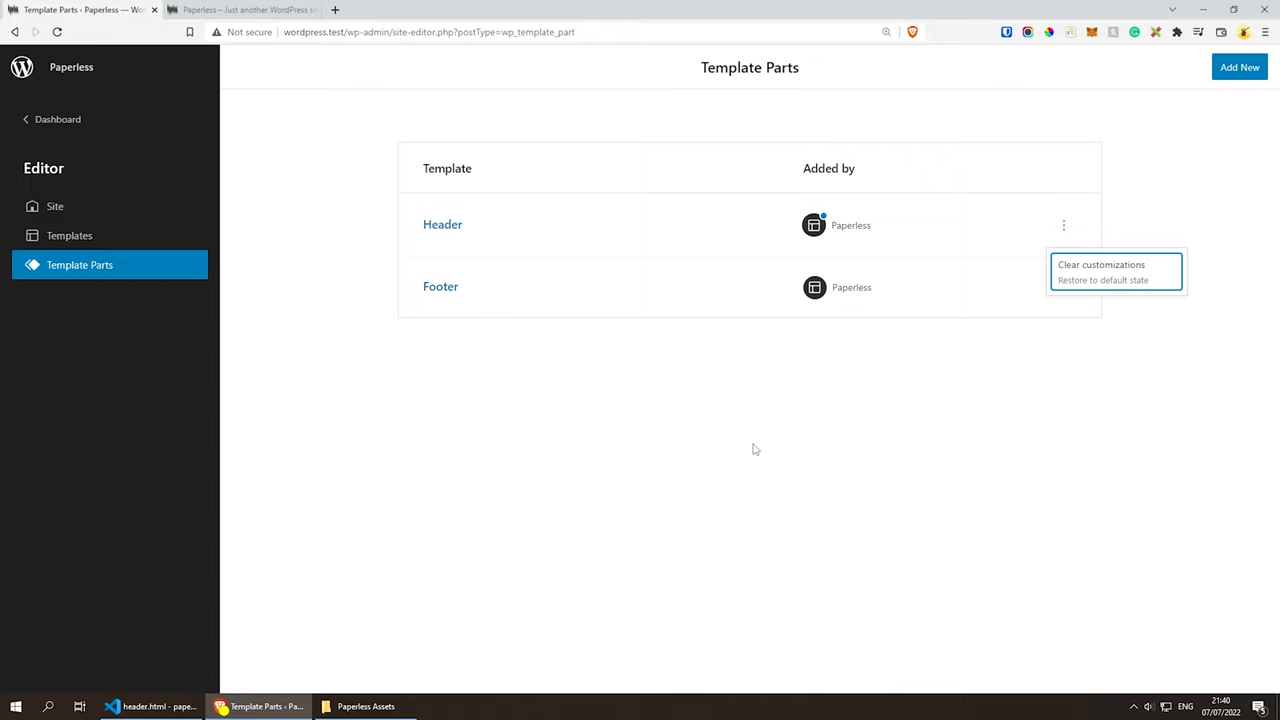 Template Parts ‹ Paperless — Wo
Paperless – Just another WordPress s
Not secure
wordpress.test/wp-admin/site-editor.php?postType=wp_template_part
Paperless
Template Parts
Add New
Dashboard
Editor
Site
Templates
Template Parts
Template
Added by
Header
Paperless
Clear customizations
Restore to default state
Footer
Paperless
header.html - pape...
Template Parts ‹ Pa...
Paperless Assets
ENG
21:40
07/07/2022